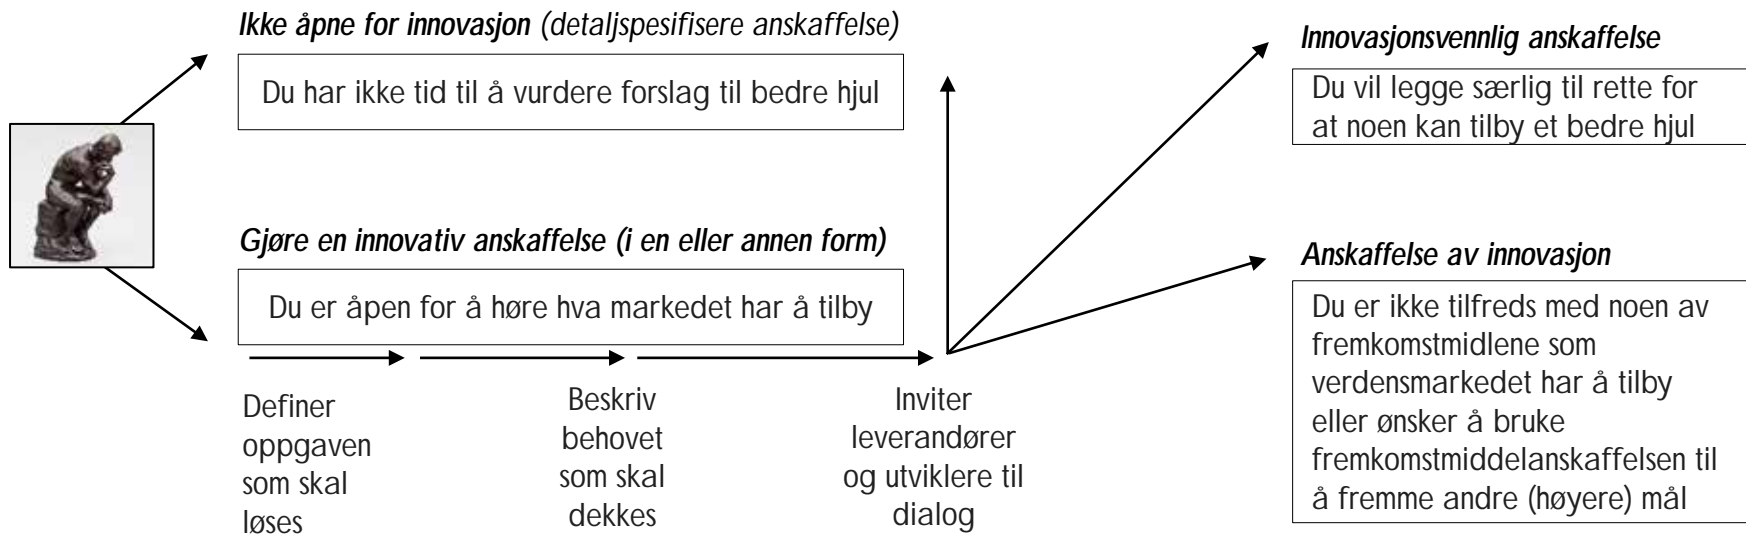 Ikke åpne for innovasjon (detaljspesifisere anskaffelse)
Du har ikke tid til å vurdere forslag til bedre hjul
Gjøre en innovativ anskaffelse (i en eller annen form)
Du er åpen for å høre hva markedet har å tilby
Definer
oppgaven
som skal
løses
Beskriv
behovet
som skal
dekkes
Inviter
leverandører
og utviklere til
dialog
Innovasjonsvennlig anskaffelse
Du vil legge særlig til rette for
at noen kan tilby et bedre hjul
Anskaffelse av innovasjon
Du er ikke tilfreds med noen av
fremkomstmidlene som
verdensmarkedet har å tilby
eller ønsker å bruke
fremkomstmiddelanskaffelsen til
å fremme andre (høyere) mål